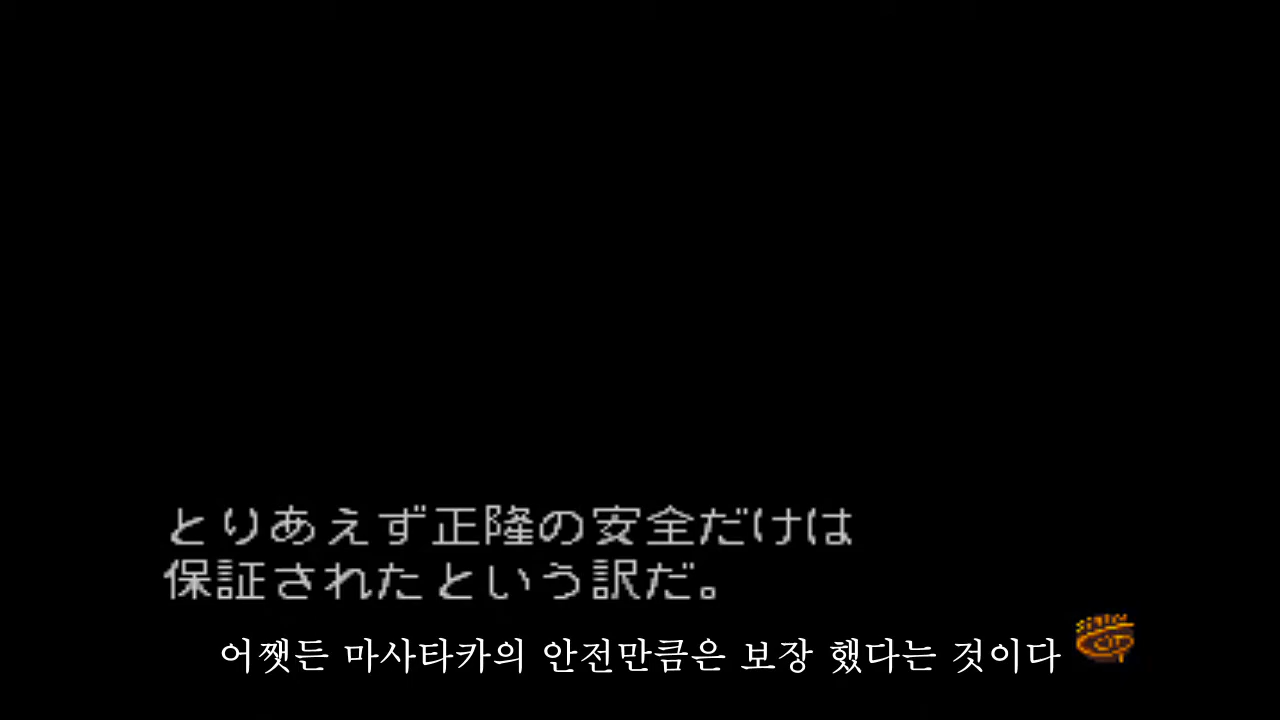 とりあえず正隆の安全だけは
保証されたという訳だ。
어쨋든 마사타카의 안전만큼은 보장 했다는 것이다